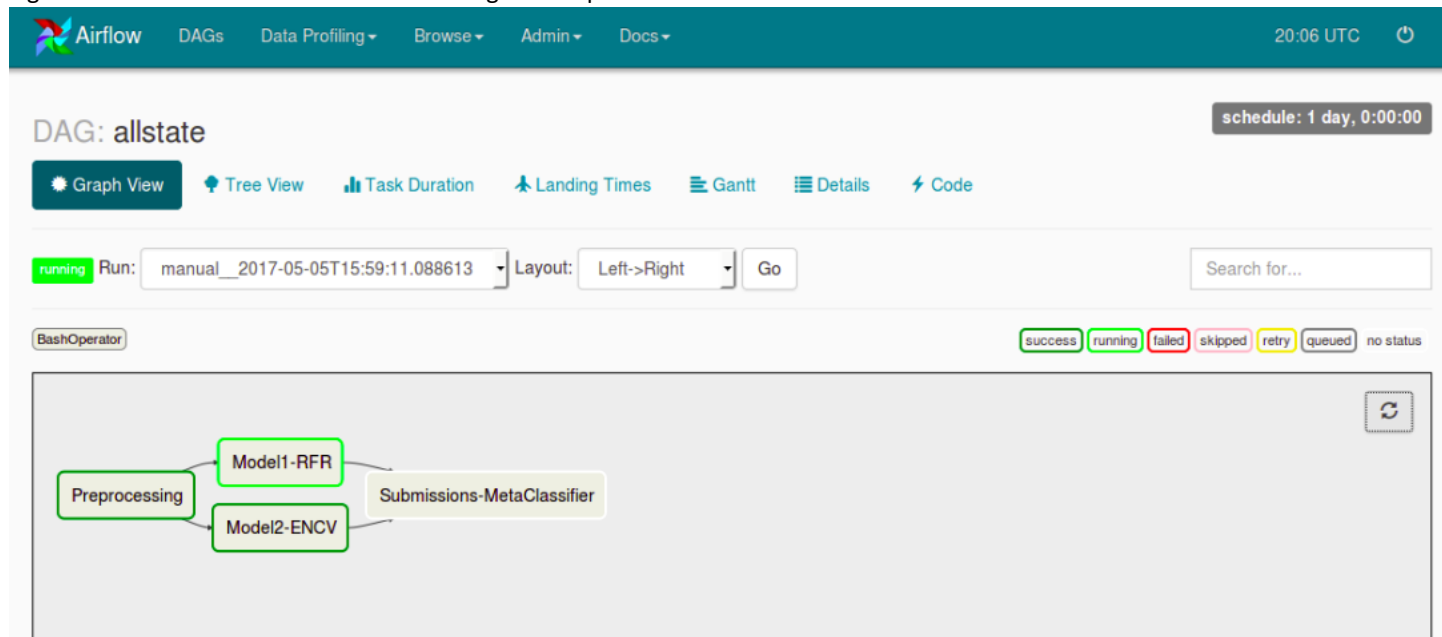 Airflow DAGs Data Profiling Browse Admin Docs 20:06 UTC
schedule: 1 day, 0:00:00
DAG: allstate
Graph View Tree View Task Duration Landing Times Gantt Details Code
running Run: manual__2017-05-05T15:59:11.088613 Layout: Left->Right Go Search for...
BashOperator success running failed skipped retry queued no status
Model1-RFR
Preprocessing Submissions-MetaClassifier
Model2-ENCV